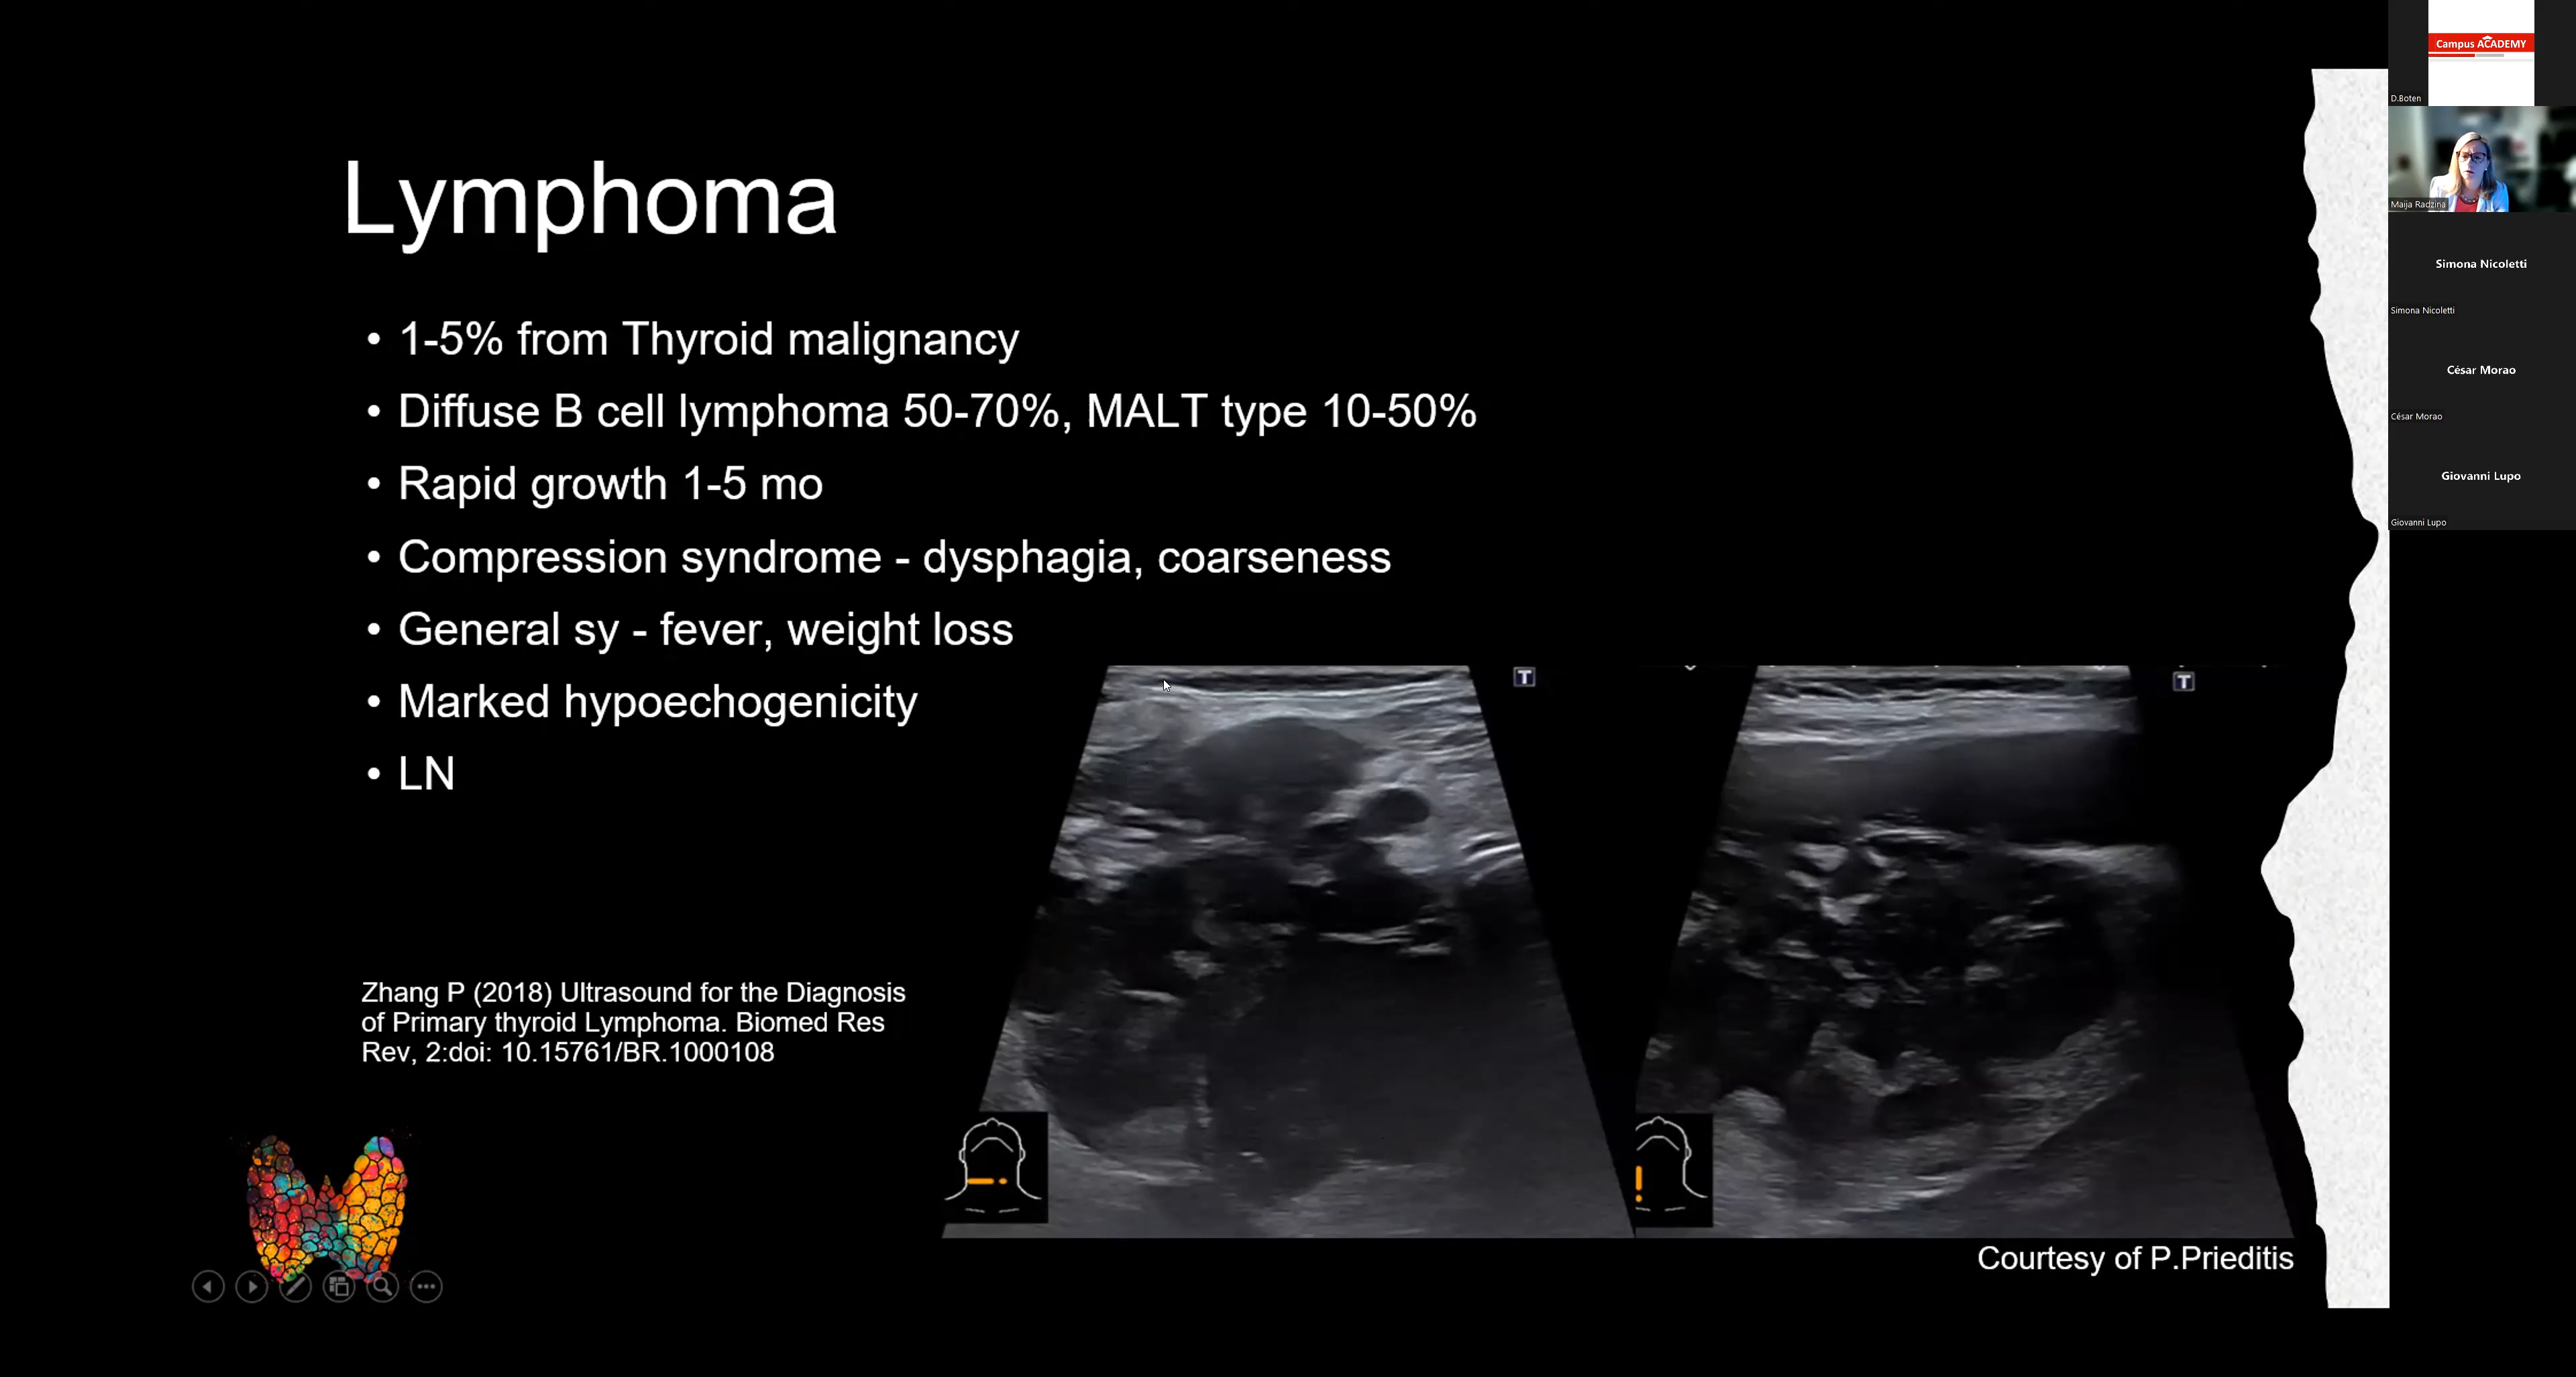 Lymphoma
• 1-5% from Thyroid malignancy
• Diffuse B cell lymphoma 50-70%, MALT type 10-50%
• Rapid growth 1-5 mo
• Compression syndrome - dysphagia, coarseness
• General sy - fever, weight loss
• Marked hypoechogenicity
• LN
Zhang P (2018) Ultrasound for the Diagnosis
of Primary thyroid Lymphoma. Biomed Res
Rev, 2:doi: 10.15761/BR.1000108
T
T
Courtesy of P.Prieditis
Campus ACADEMY
D.Boten
Maija Radzina
Simona Nicoletti
Simona Nicoletti
César Morao
César Morao
Giovanni Lupo
Giovanni Lupo